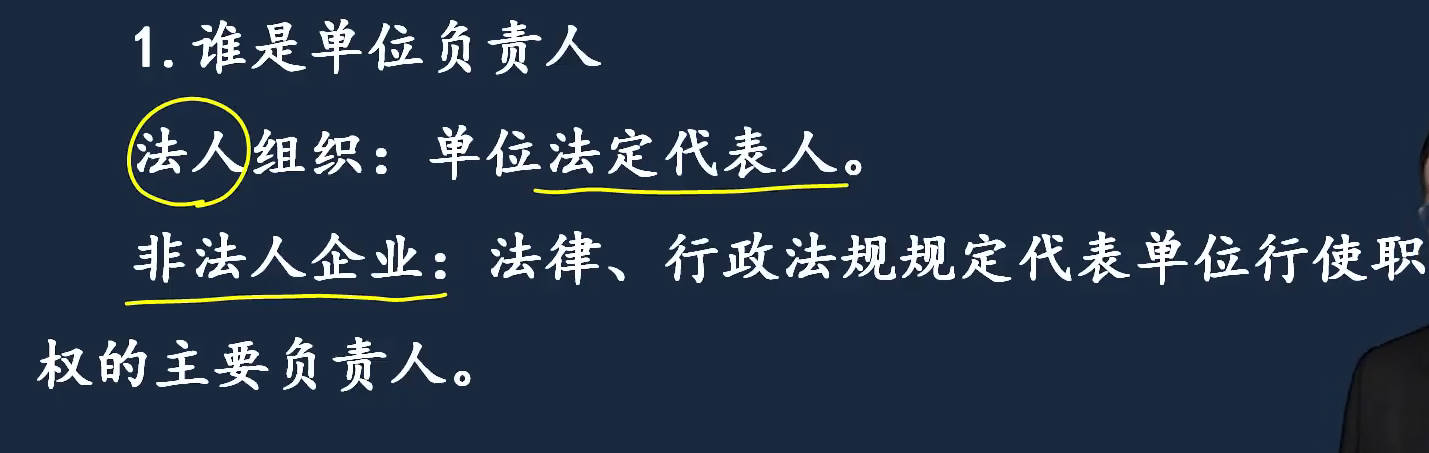 1.谁是单位负责人
法人组织：单位法定代表人。
非法人企业：法律、行政法规规定代表单位行使职
权的主要负责人。